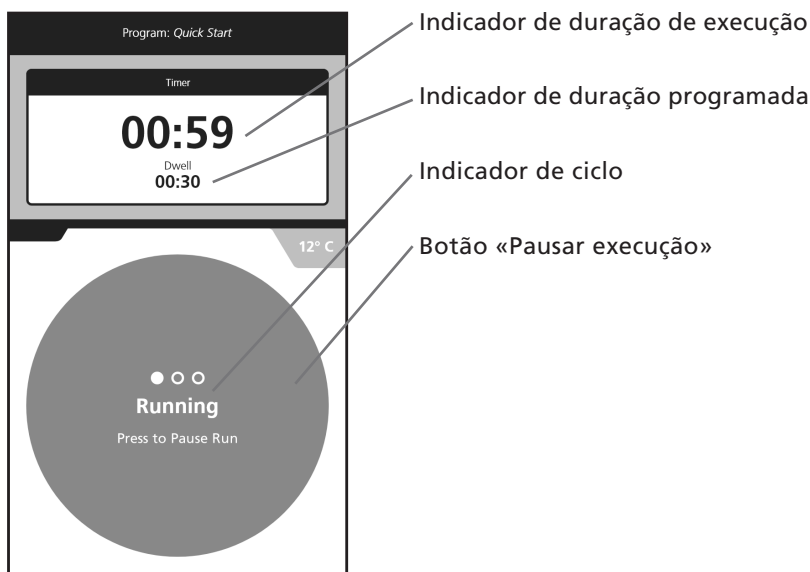 Program: Quick Start
Timer
00:59
Dwell
00:30
12° C
Running
Press to Pause Run
Indicador de duração de execução
Indicador de duração programada
Indicador de ciclo
Botão «Pausar execução»